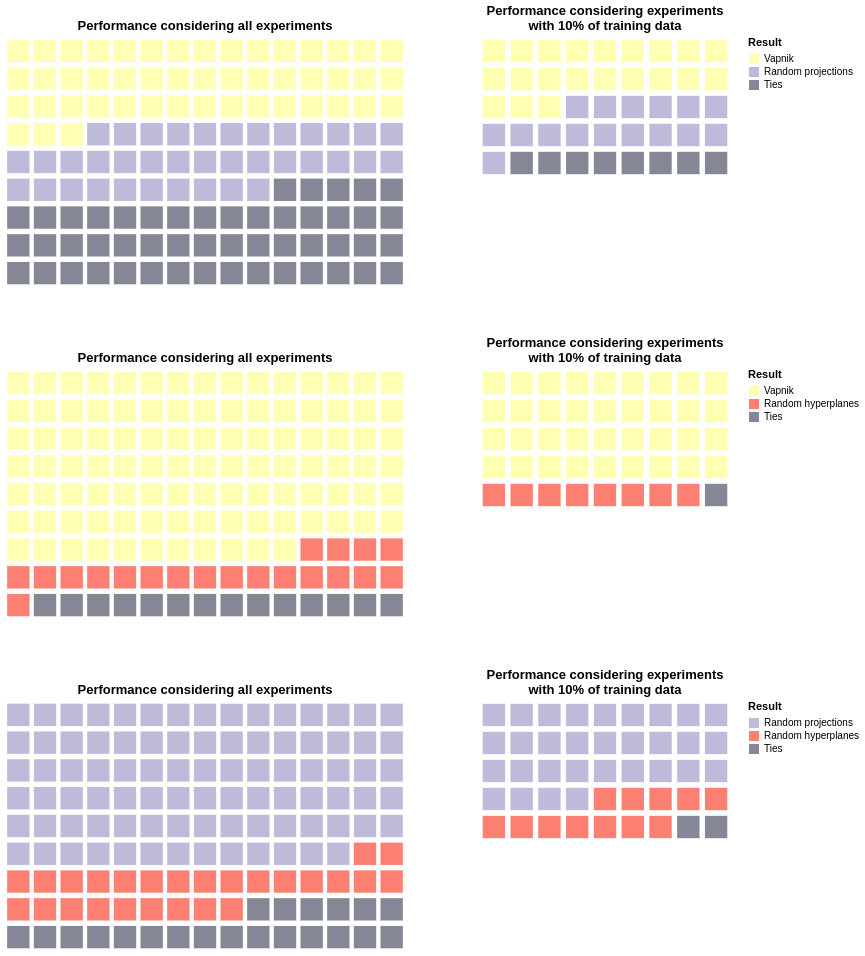 Performance considering all experiments
Performance considering experiments
with 10% of training data
Result
Vapnik
Random projections
Ties
Performance considering all experiments
Performance considering experiments
with 10% of training data
Result
Vapnik
Random hyperplanes
Ties
Performance considering all experiments
Performance considering experiments
with 10% of training data
Result
Random projections
Random hyperplanes
Ties